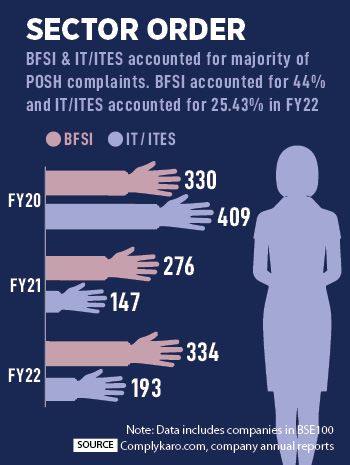 SECTOR ORDER
BFSI & IT/ITES accounted for majority of
POSH complaints. BFSI accounted for 44%
and IT/ITES accounted for 25.43% in FY22
BFSI IT/ITES
FY20 330
409
FY21 276
147
FY22 334
193
Note: Data includes companies in BSE100
SOURCE Complykaro.com, company annual reports